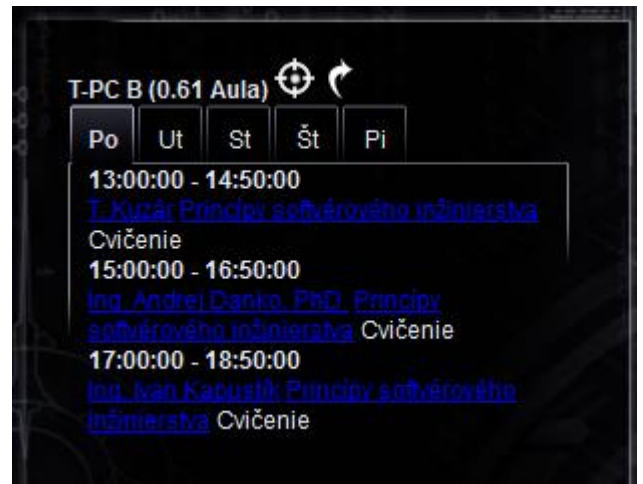 T-PC B (0.61 Aula)
Po Ut St Št Pi
13:00:00 - 14:50:00
T. Kuzár Princípy softvérového inžinierstva
Cvičenie
15:00:00 - 16:50:00
Ing. Andrej Danko, PhD. Princípy
softvérového inžinierstva Cvičenie
17:00:00 - 18:50:00
Ing. Ivan Kapustík Princípy softvérového
inžinierstva Cvičenie